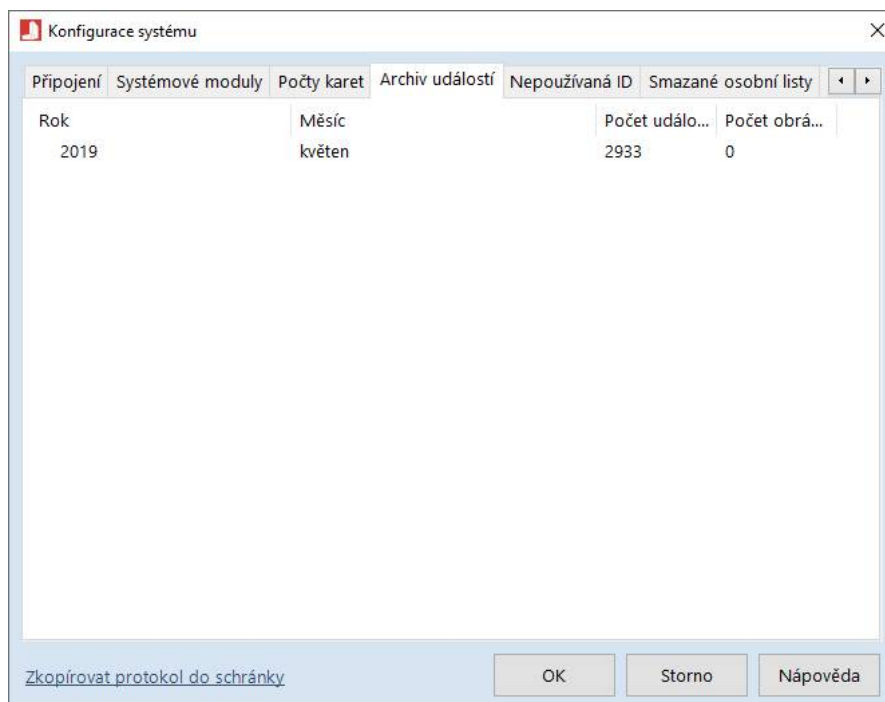 Konfigurace systému
Připojení Systémové moduly Počty karet Archiv událostí Nepoužívaná ID Smazané osobní listy
Rok Měsíc Počet událo... Počet obrá...
2019 květen 2933 0
Zkopírovat protokol do schránky OK Storno Nápověda